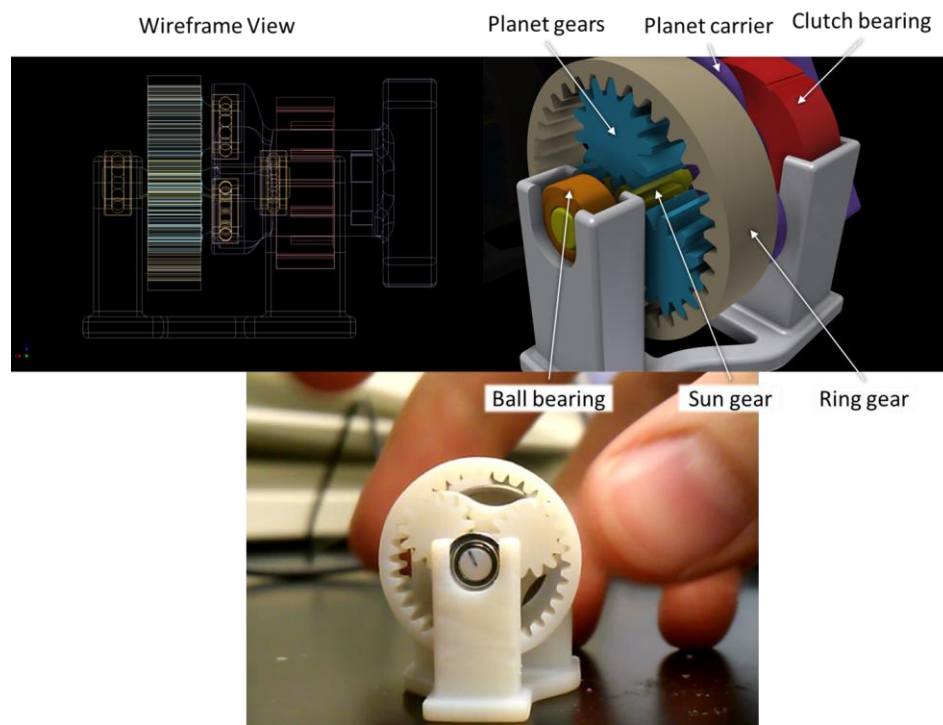 Wireframe View
Planet gears
Planet carrier
Clutch bearing
Ball bearing
Sun gear
Ring gear